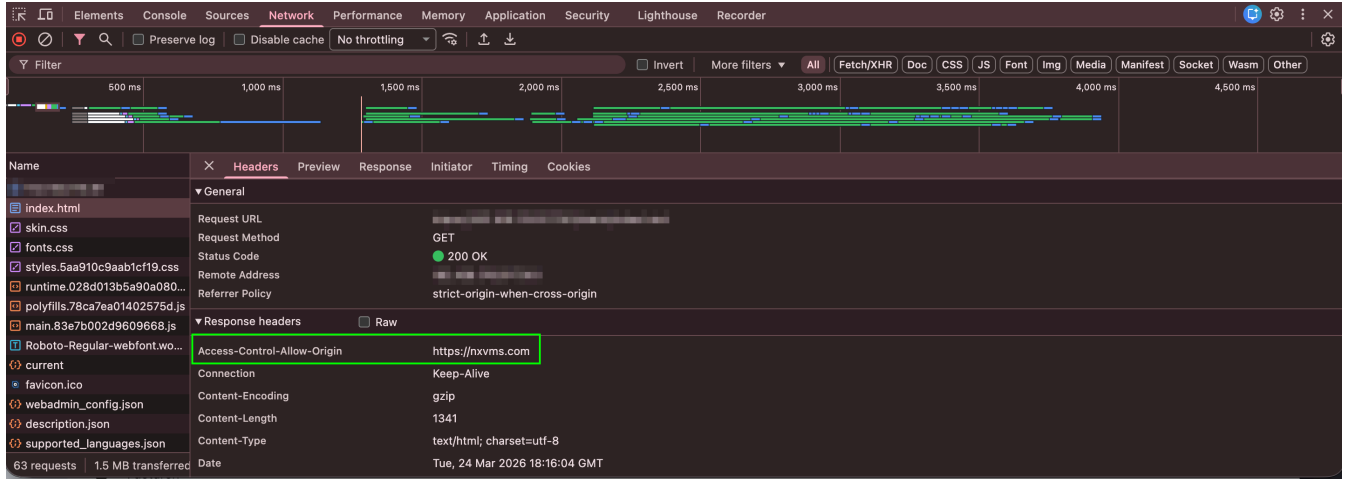 Elements Console Sources Network Performance Memory Application Security Lighthouse Recorder
Preserve log Disable cache No throttling
Filter Invert More filters ▼ All Fetch/XHR Doc CSS JS Font Img Media Manifest Socket Wasm Other
500 ms 1,000 ms 1,500 ms 2,000 ms 2,500 ms 3,000 ms 3,500 ms 4,000 ms 4,500 ms
Name
index.html
skin.css
fonts.css
styles.5aa910c9aab1cf19.css
runtime.028d013b5a90a080...
polyfills.78ca7ea01402575d.js
main.83e7b002d9609668.js
Roboto-Regular-webfont.wo...
current
favicon.ico
webadmin_config.json
description.json
supported_languages.json
63 requests 1.5 MB transferred
Headers Preview Response Initiator Timing Cookies
▼ General
Request URL
Request Method GET
Status Code 200 OK
Remote Address
Referrer Policy strict-origin-when-cross-origin
▼ Response headers Raw
Access-Control-Allow-Origin https://nxvms.com
Connection Keep-Alive
Content-Encoding gzip
Content-Length 1341
Content-Type text/html; charset=utf-8
Date Tue, 24 Mar 2026 18:16:04 GMT